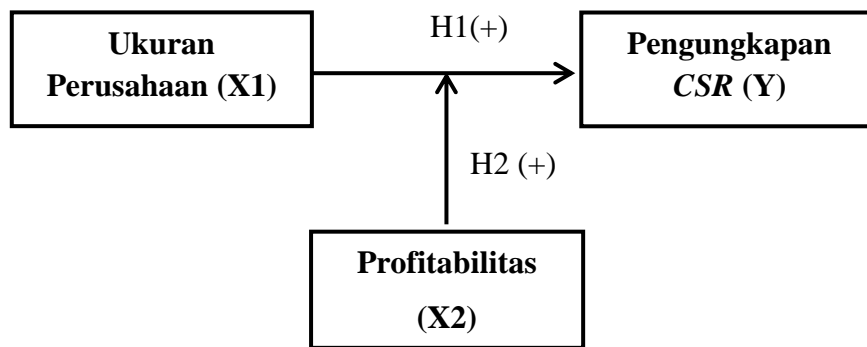 Ukuran
Perusahaan (X1)
H1(+)
Pengungkapan
CSR (Y)
H2 (+)
Profitabilitas
(X2)